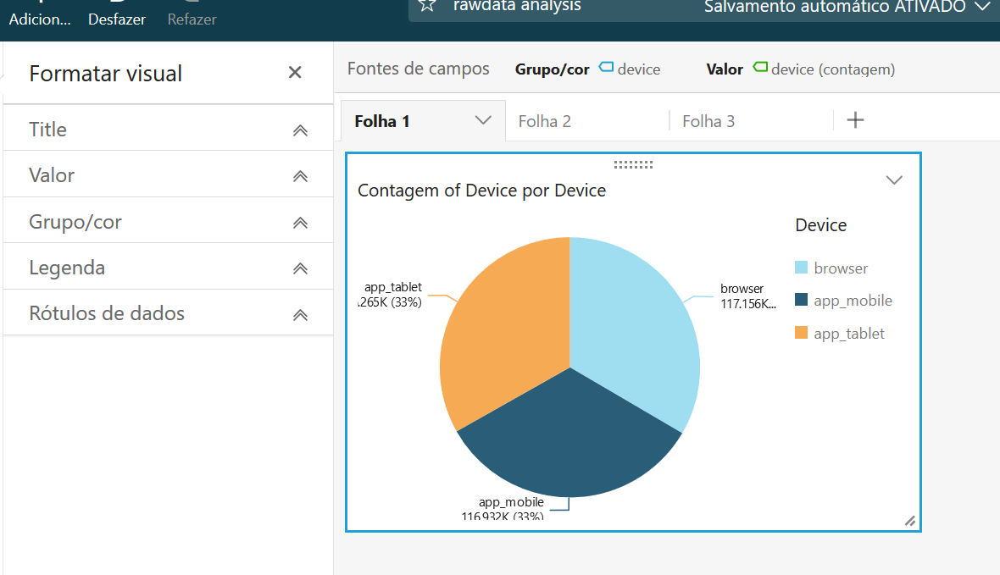 Adicion... Desfazer Refazer
rawdata analysis
Salvamento automático ATIVADO
Formatar visual
Title
Valor
Grupo/cor
Legenda
Rótulos de dados
Fontes de campos Grupo/cor device Valor device (contagem)
Folha 1 Folha 2 Folha 3
Contagem of Device por Device
Device
browser
app_mobile
app_tablet
app_tablet
.265K (33%)
browser
117.156K...
app_mobile
116.932K (33%)